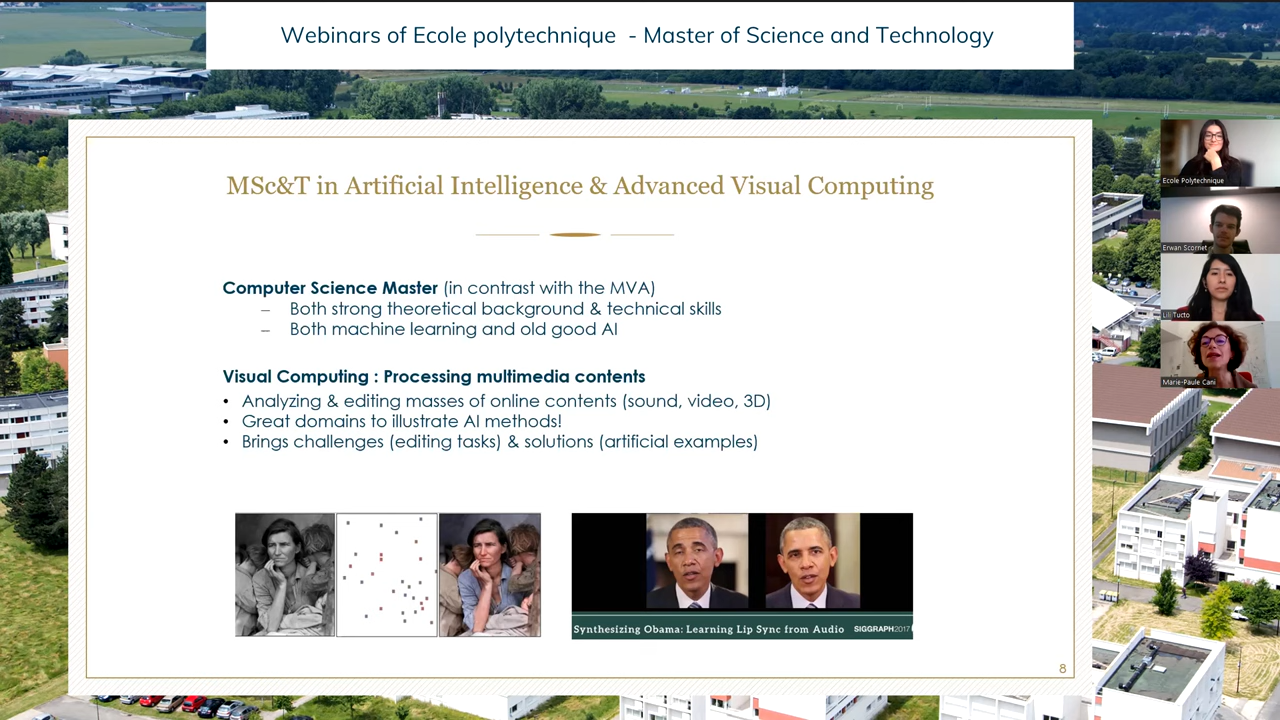 Webinars of Ecole polytechnique - Master of Science and Technology
MSc&T in Artificial Intelligence & Advanced Visual Computing
Computer Science Master (in contrast with the MVA)
– Both strong theoretical background & technical skills
– Both machine learning and old good AI
Visual Computing : Processing multimedia contents
• Analyzing & editing masses of online contents (sound, video, 3D)
• Great domains to illustrate AI methods!
• Brings challenges (editing tasks) & solutions (artificial examples)
Synthesizing Obama: Learning Lip Sync from Audio SIGGRAPH2017
8
Ecole Polytechnique
Erwan Scornet
Lili Tucto
Marie-Paule Cani